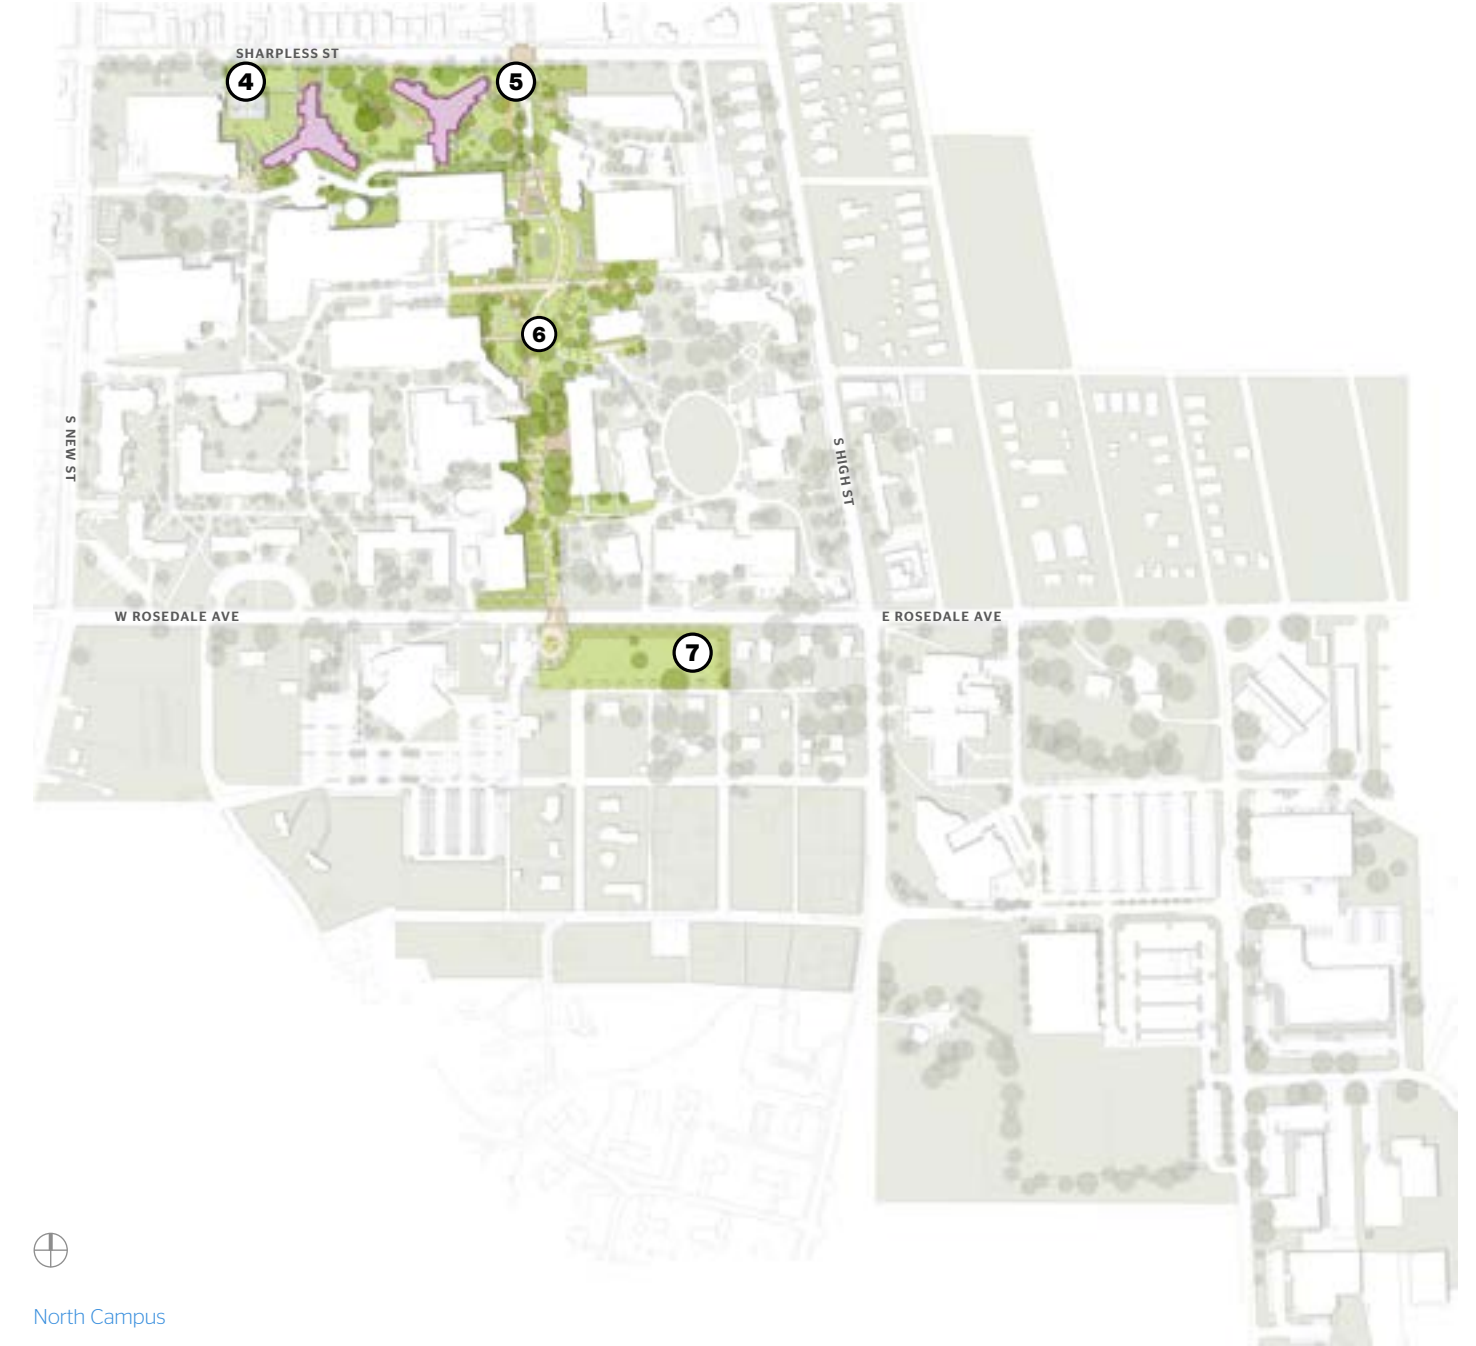 SHARPLESS ST
4
5
6
S NEW ST
S HIGH ST
W ROSEDALE AVE
E ROSEDALE AVE
7
North Campus